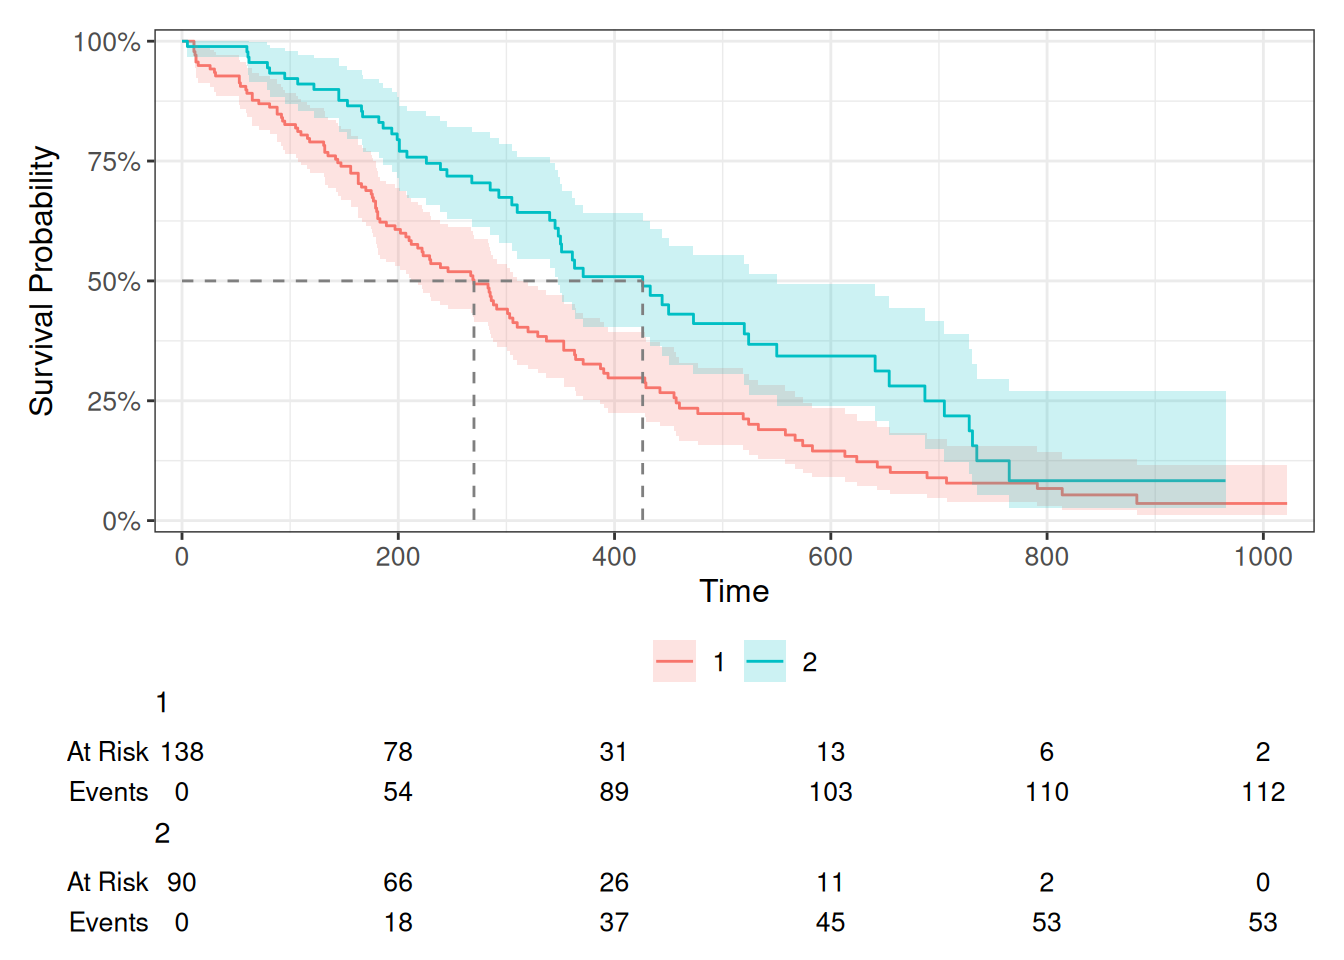 100%
75%
50%
25%
0%
Survival Probability
0 200 400 600 800 1000
Time
1 2
1
At Risk 138 78 31 13 6 2
Events 0 54 89 103 110 112
2
At Risk 90 66 26 11 2 0
Events 0 18 37 45 53 53